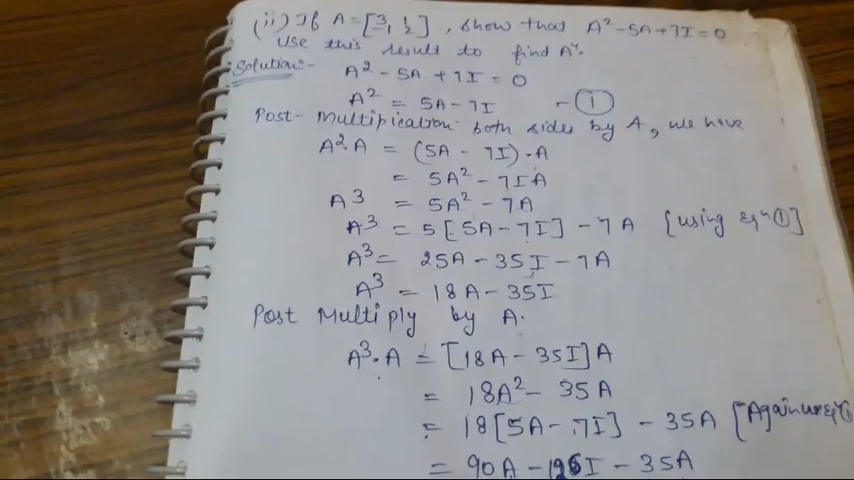 (ii) If A = [3 1 -1 2], show that A² - 5A + 7I = 0
Use this result to find A⁴.
Solution:-
A² - 5A + 7I = 0
A² = 5A - 7I - ①
Post- Multiplication both sides by A, we have
A².A = (5A - 7I).A
= 5A² - 7IA
A³ = 5A² - 7A
A³ = 5[5A - 7I] - 7A [using eqⁿ ①]
A³ = 25A - 35I - 7A
A³ = 18A - 35I
Post Multiply by A.
A³.A = [18A - 35I]A
= 18A² - 35A
= 18[5A - 7I] - 35A [Again use eqⁿ ①
= 90A - 126I - 35A